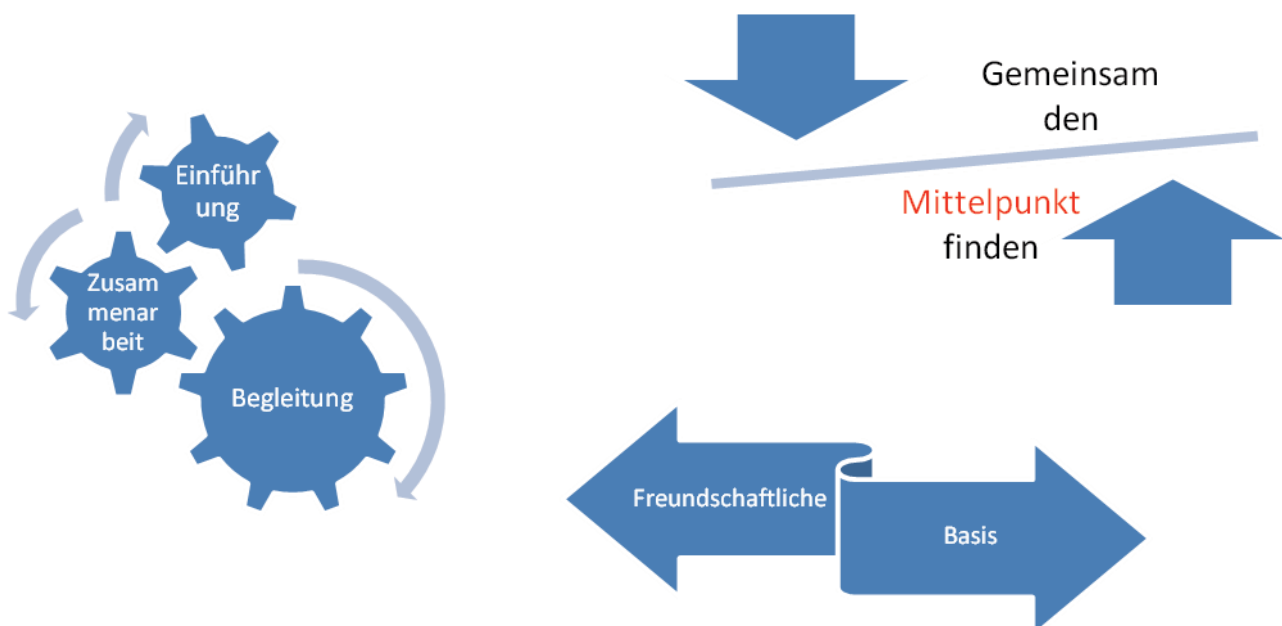 Einführ
ung
Zusam
menar
beit
Begleitung
Gemeinsam
den
Mittelpunkt
finden
Freundschaftliche
Basis